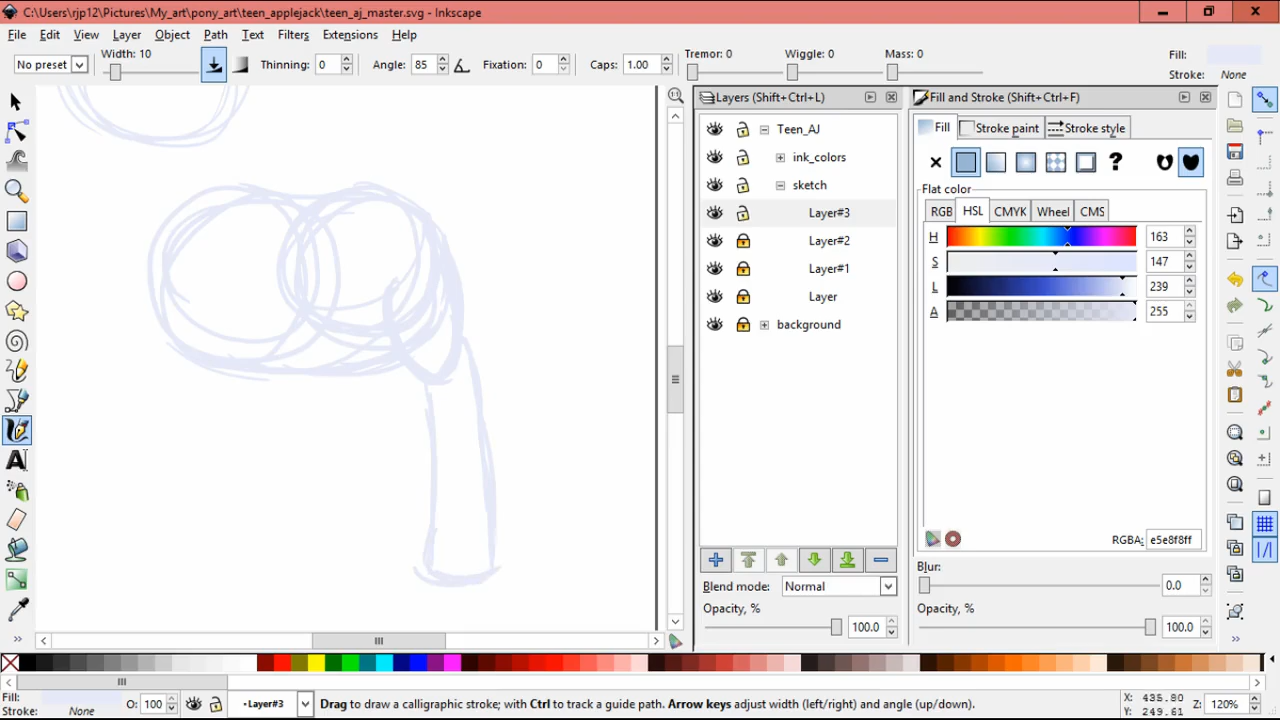 C:\Users\rjp12\Pictures\My_art\pony_art\teen_applejack\teen_aj_master.svg - Inkscape
File Edit View Layer Object Path Text Filters Extensions Help
No preset Width: 10 Thinning: 0 Angle: 85 Fixation: 0 Caps: 1.00 Tremor: 0 Wiggle: 0 Mass: 0 Fill:
Stroke: None
Layers (Shift+Ctrl+L)
Teen_AJ
ink_colors
sketch
Layer#3
Layer#2
Layer#1
Layer
background
Blend mode: Normal
Opacity, % 100.0
Fill and Stroke (Shift+Ctrl+F)
Fill Stroke paint Stroke style
?
Flat color
RGB HSL CMYK Wheel CMS
H 163
S 147
L 239
A 255
RGBA: e5e8f8ff
Blur:
0.0
Opacity, %
100.0
Fill:
Stroke: None O: 100 •Layer#3 Drag to draw a calligraphic stroke; with Ctrl to track a guide path. Arrow keys adjust width (left/right) and angle (up/down). X: 435.80
Y: 249.61 Z: 120%